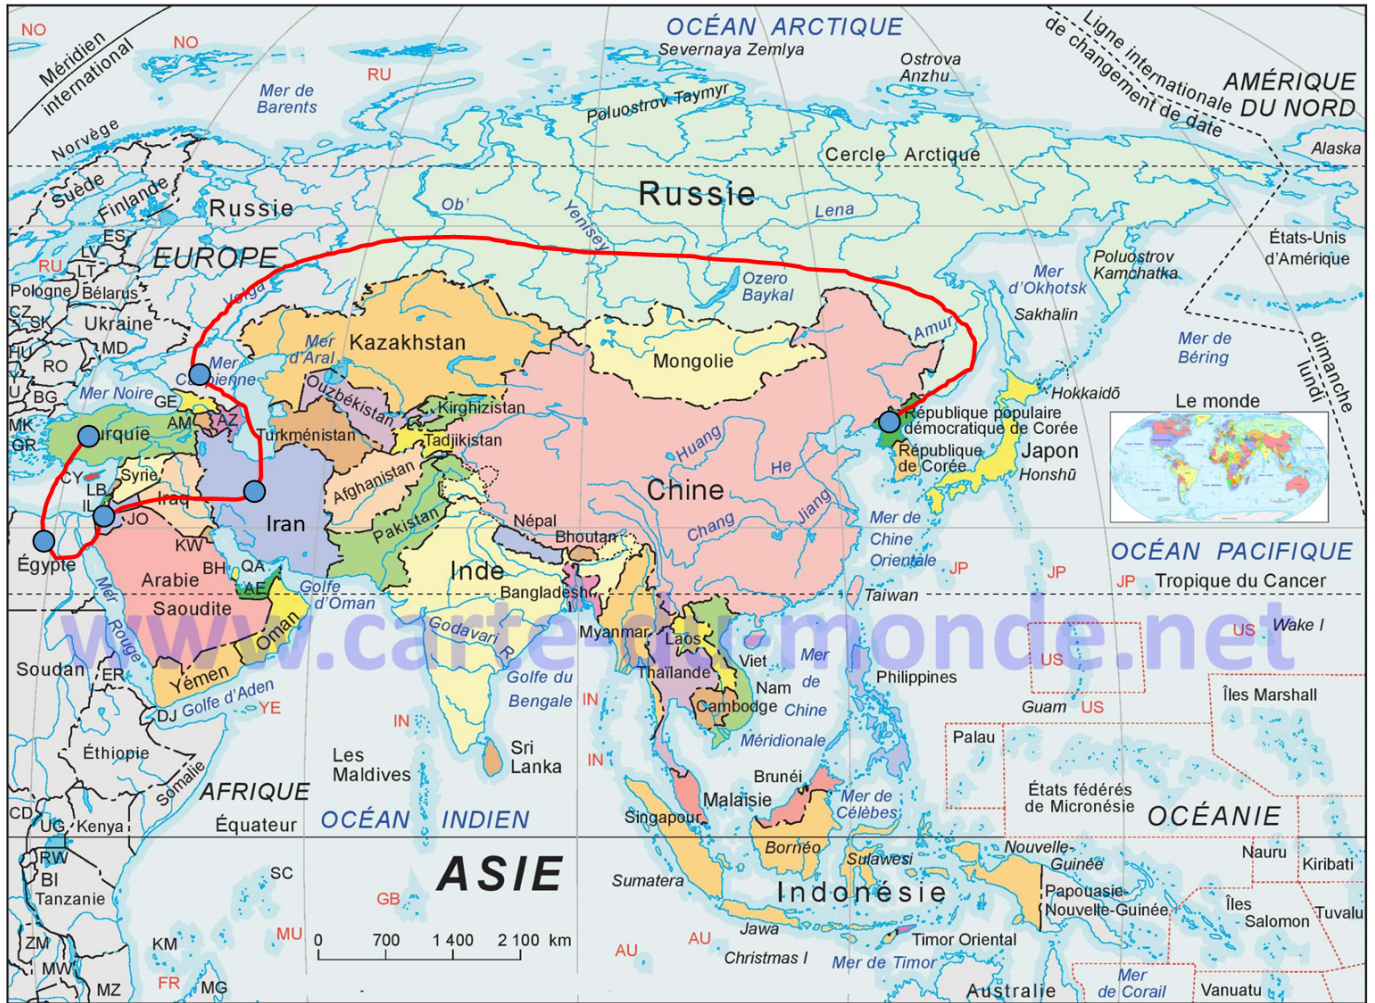 NO
NO
Méridien
international
Mer de
Barents
RU
OCÉAN ARCTIQUE
Severnaya Zemlya
Ostrova
Anzhu
Poluostrov Taymyr
Ligne internationale
de changement de date
AMÉRIQUE
DU NORD
Alaska
Norvège
Suède
Finlande
Russie
Cercle Arctique
Russie
Ob'
Yenisey
Lena
ES
LV
LT
RU
EUROPE
Pologne
Bélarus
Volga
CZ
SK
Ukraine
MD
HU
RO
U
BG
MK
GR
Mer Noire
GE
AM
AZ
Kazakhstan
Mer
d'Aral
Ouzbékistan
Turkménistan
Kirghizistan
Tadjikistan
Mongolie
Ozero
Baykal
Amur
Mer
d'Okhotsk
Sakhalin
Poluostrov
Kamchatka
États-Unis
d'Amérique
Mer de
Béring
dimanche
lundi
Hokkaidō
Le monde
République populaire
démocratique de Corée
République
de Corée
Japon
Honshū
CY
LB
IL
JO
Iraq
KW
Iran
Afghanistan
Pakistan
Chine
Huang
He
Chang
Jiang
Mer de
Chine
Orientale
Népal
Bhoutan
Inde
Bangladesh
Égypte
Mer
Rouge
Arabie
Saoudite
BH
QA
AE
Golfe
d'Oman
Oman
OCÉAN PACIFIQUE
JP
JP
JP
Tropique du Cancer
Taiwan
www.carte-du-monde.net
Godavari
R
Myanmar
Laos
Thaïlande
Viet
Nam
Cambodge
Mer
de
Chine
Méridionale
Philippines
US
Wake I
US
Guam
US
Îles Marshall
Soudan
ER
Yémen
DJ
Golfe d'Aden
YE
Golfe du
Bengale
IN
IN
IN
Éthiopie
Somalie
Les
Maldives
Sri
Lanka
Brunéi
Malaisie
Singapour
Mer de
Célèbes
Palau
États fédérés
de Micronésie
OCÉANIE
AFRIQUE
Équateur
OCÉAN INDIEN
CD
UG
Kenya
RW
BI
Tanzanie
SC
ASIE
GB
Bornéo
Sulawesi
Sumatera
Indonésie
Nouvelle-
Guinée
Papouasie-
Nouvelle-Guinée
Nauru
Kiribati
Îles
Salomon
Tuvalu
ZM
MW
MZ
KM
FR
MG
MU
0 700 1 400 2 100 km
AU
AU
Jawa
Christmas I
Timor Oriental
Mer de Timor
Australie
Mer
de Corail
Vanuatu